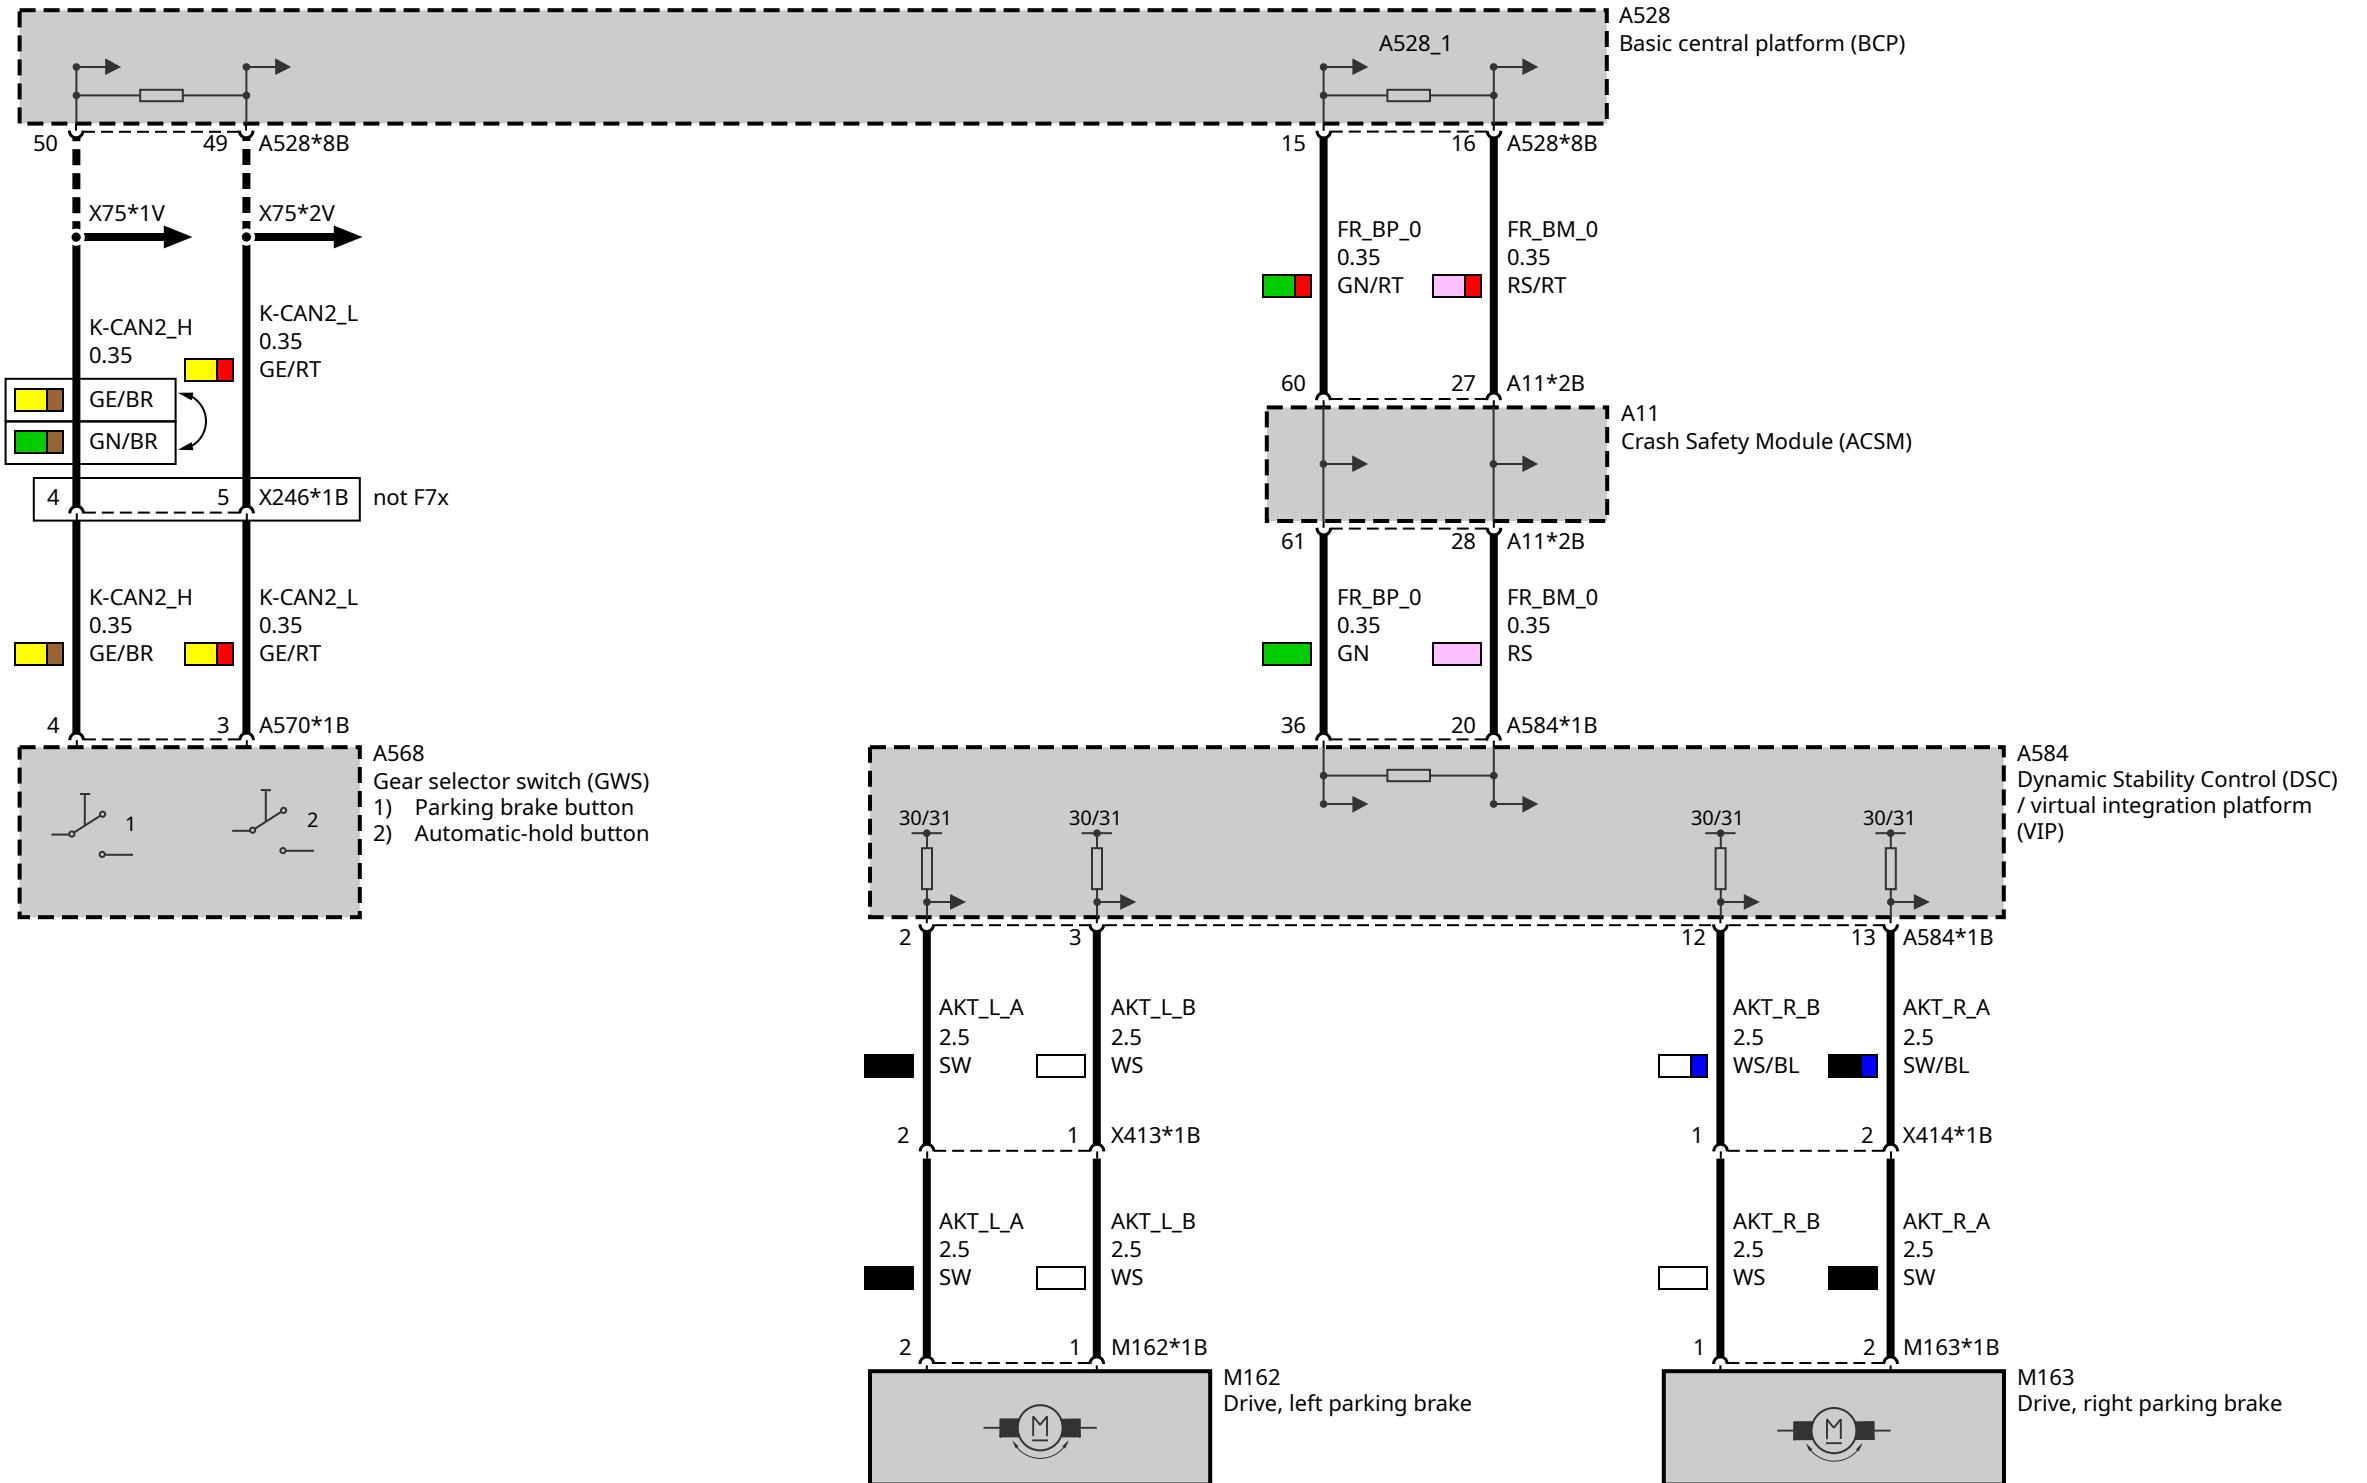 A528
Basic central platform (BCP)
A528_1
50
49
A528*8B
15
16
A528*8B
X75*1V
X75*2V
FR_BP_0
0.35
GN/RT
FR_BM_0
0.35
RS/RT
K-CAN2_H
0.35
GE/BR
GN/BR
K-CAN2_L
0.35
GE/RT
60
27
A11*2B
A11
Crash Safety Module (ACSM)
4
5
X246*1B
not F7x
61
28
A11*2B
K-CAN2_H
0.35
GE/BR
K-CAN2_L
0.35
GE/RT
FR_BP_0
0.35
GN
FR_BM_0
0.35
RS
4
3
A570*1B
36
20
A584*1B
A568
Gear selector switch (GWS)
1) Parking brake button
2) Automatic-hold button
1
2
A584
Dynamic Stability Control (DSC)
/ virtual integration platform
(VIP)
30/31
30/31
30/31
30/31
2
3
12
13
A584*1B
AKT_L_A
2.5
SW
AKT_L_B
2.5
WS
AKT_R_B
2.5
WS/BL
AKT_R_A
2.5
SW/BL
2
1
X413*1B
1
2
X414*1B
AKT_L_A
2.5
SW
AKT_L_B
2.5
WS
AKT_R_B
2.5
WS
AKT_R_A
2.5
SW
2
1
M162*1B
1
2
M163*1B
M162
Drive, left parking brake
M
M163
Drive, right parking brake
M